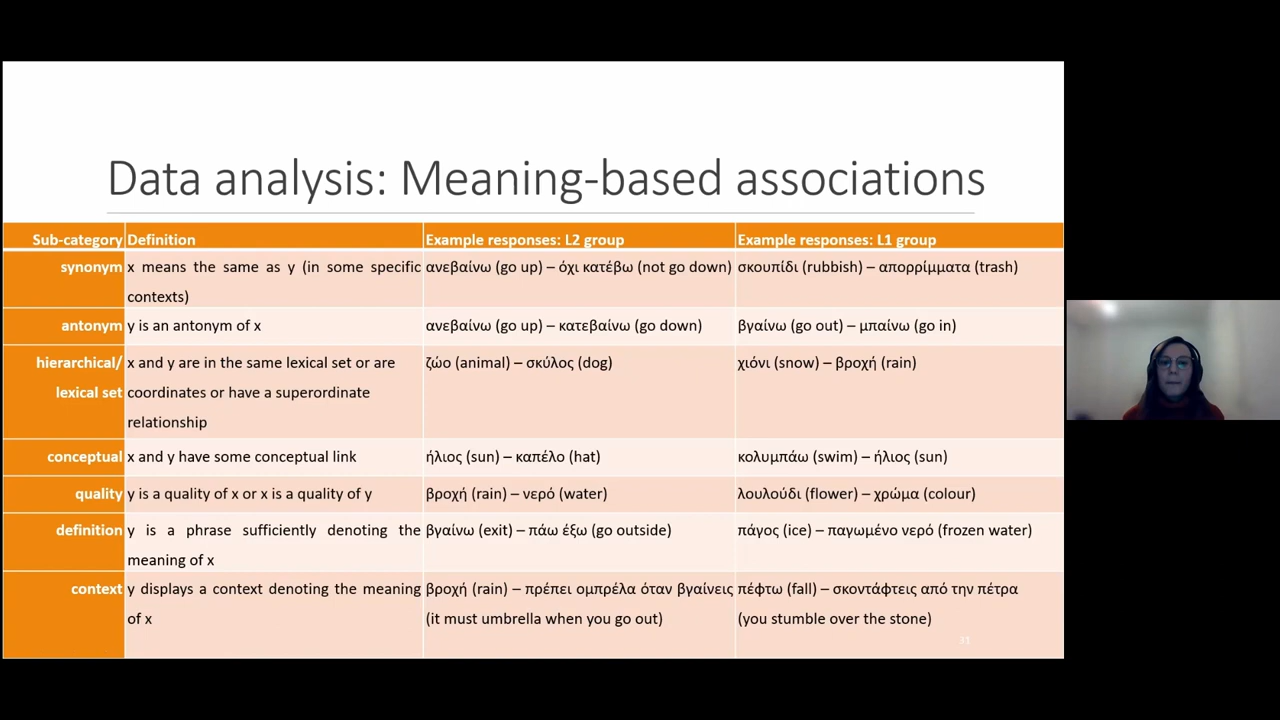 Data analysis: Meaning-based associations
Sub-category Definition Example responses: L2 group Example responses: L1 group
synonym x means the same as y (in some specific ανεβαίνω (go up) – όχι κατέβω (not go down) σκουπίδι (rubbish) – απορρίμματα (trash)
contexts)
antonym y is an antonym of x ανεβαίνω (go up) – κατεβαίνω (go down) βγαίνω (go out) – μπαίνω (go in)
hierarchical/ x and y are in the same lexical set or are ζώο (animal) – σκύλος (dog) χιόνι (snow) – βροχή (rain)
lexical set coordinates or have a superordinate
relationship
conceptual x and y have some conceptual link ήλιος (sun) – καπέλο (hat) κολυμπάω (swim) – ήλιος (sun)
quality y is a quality of x or x is a quality of y βροχή (rain) – νερό (water) λουλούδι (flower) – χρώμα (colour)
definition y is a phrase sufficiently denoting the βγαίνω (exit) – πάω έξω (go outside) πάγος (ice) – παγωμένο νερό (frozen water)
meaning of x
context y displays a context denoting the meaning βροχή (rain) – πρέπει ομπρέλα όταν βγαίνεις πέφτω (fall) – σκοντάφτεις από την πέτρα
of x (it must umbrella when you go out) (you stumble over the stone)